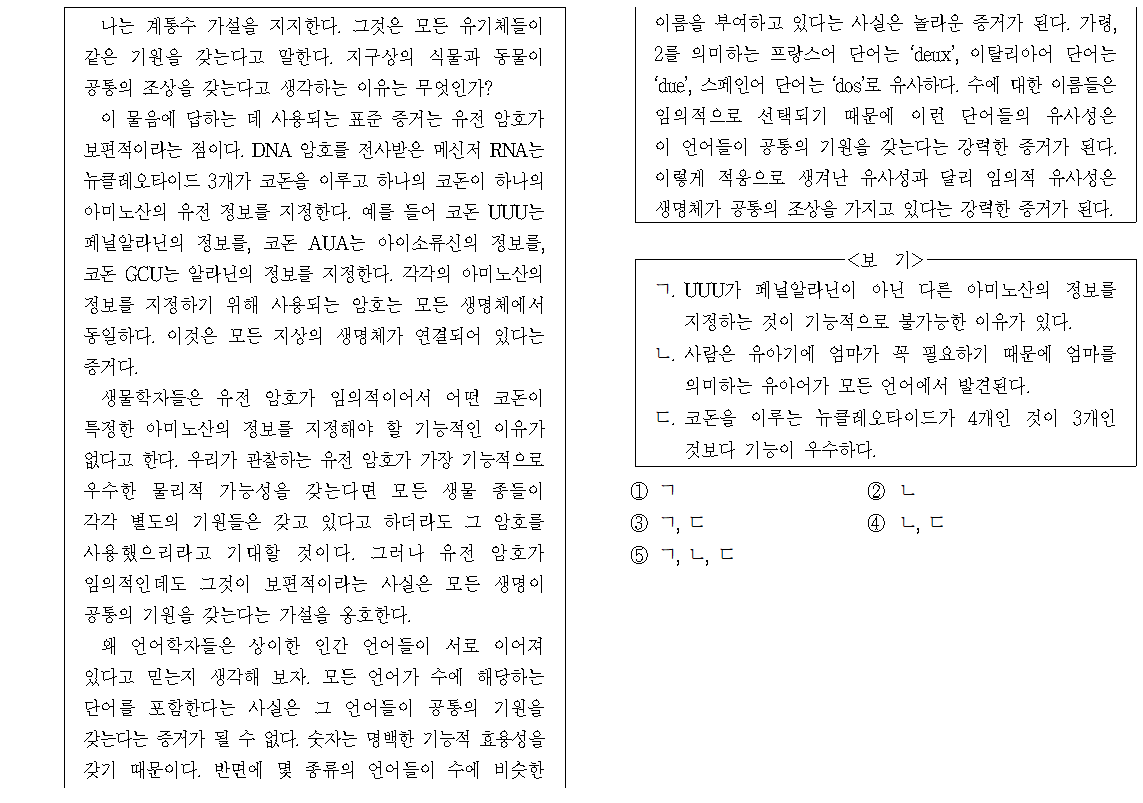 나는 계통수 가설을 지지한다. 그것은 모든 유기체들이
같은 기원을 갖는다고 말한다. 지구상의 식물과 동물이
공통의 조상을 갖는다고 생각하는 이유는 무엇인가?
이 물음에 답하는 데 사용되는 표준 증거는 유전 암호가
보편적이라는 점이다. DNA 암호를 전사받은 메신저 RNA는
뉴클레오타이드 3개가 코돈을 이루고 하나의 코돈이 하나의
아미노산의 유전 정보를 지정한다. 예를 들어 코돈 UUU는
페닐알라닌의 정보를, 코돈 AUA는 아이소류신의 정보를,
코돈 GCU는 알라닌의 정보를 지정한다. 각각의 아미노산의
정보를 지정하기 위해 사용되는 암호는 모든 생명체에서
동일하다. 이것은 모든 지상의 생명체가 연결되어 있다는
증거다.
생물학자들은 유전 암호가 임의적이어서 어떤 코돈이
특정한 아미노산의 정보를 지정해야 할 기능적인 이유가
없다고 한다. 우리가 관찰하는 유전 암호가 가장 기능적으로
우수한 물리적 가능성을 갖는다면 모든 생물 종들이
각각 별도의 기원들은 갖고 있다고 하더라도 그 암호를
사용했으리라고 기대할 것이다. 그러나 유전 암호가
임의적인데도 그것이 보편적이라는 사실은 모든 생명이
공통의 기원을 갖는다는 가설을 옹호한다.
왜 언어학자들은 상이한 인간 언어들이 서로 이어져
있다고 믿는지 생각해 보자. 모든 언어가 수에 해당하는
단어를 포함한다는 사실은 그 언어들이 공통의 기원을
갖는다는 증거가 될 수 없다. 숫자는 명백한 기능적 효용성을
갖기 때문이다. 반면에 몇 종류의 언어들이 수에 비슷한
이름을 부여하고 있다는 사실은 놀라운 증거가 된다. 가령,
2를 의미하는 프랑스어 단어는 ‘deux’, 이탈리아어 단어는
‘due’, 스페인어 단어는 ‘dos’로 유사하다. 수에 대한 이름들은
임의적으로 선택되기 때문에 이런 단어들의 유사성은
이 언어들이 공통의 기원을 갖는다는 강력한 증거가 된다.
이렇게 적응으로 생겨난 유사성과 달리 임의적 유사성은
생명체가 공통의 조상을 가지고 있다는 강력한 증거가 된다.
<보 기>
ㄱ. UUU가 페닐알라닌이 아닌 다른 아미노산의 정보를
지정하는 것이 기능적으로 불가능한 이유가 있다.
ㄴ. 사람은 유아기에 엄마가 꼭 필요하기 때문에 엄마를
의미하는 유아어가 모든 언어에서 발견된다.
ㄷ. 코돈을 이루는 뉴클레오타이드가 4개인 것이 3개인
것보다 기능이 우수하다.
① ㄱ ② ㄴ
③ ㄱ, ㄷ ④ ㄴ, ㄷ
⑤ ㄱ, ㄴ, ㄷ